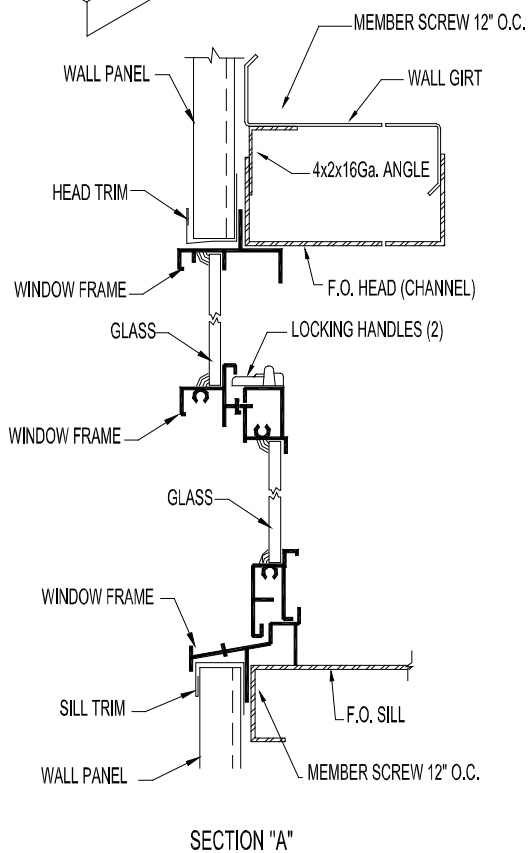 MEMBER SCREW 12" O.C.
WALL PANEL
WALL GIRT
4x2x16Ga. ANGLE
HEAD TRIM
WINDOW FRAME
F.O. HEAD (CHANNEL)
GLASS
LOCKING HANDLES (2)
WINDOW FRAME
GLASS
WINDOW FRAME
SILL TRIM
F.O. SILL
WALL PANEL
MEMBER SCREW 12" O.C.
SECTION "A"